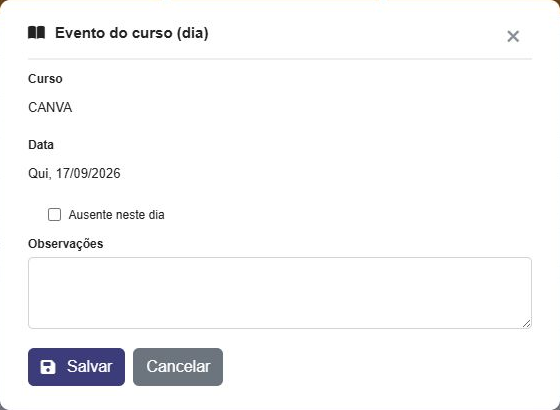 Evento do curso (dia)
Curso
CANVA
Data
Qui, 17/09/2026
Ausente neste dia
Observações
Salvar
Cancelar